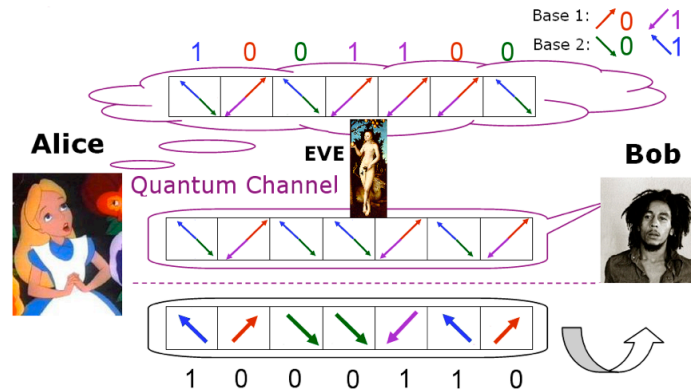 Base 1: 0 1
Base 2: 0 1
1 0 0 1 1 0 0
Alice
EVE
Bob
Quantum Channel
1 0 0 0 1 1 0